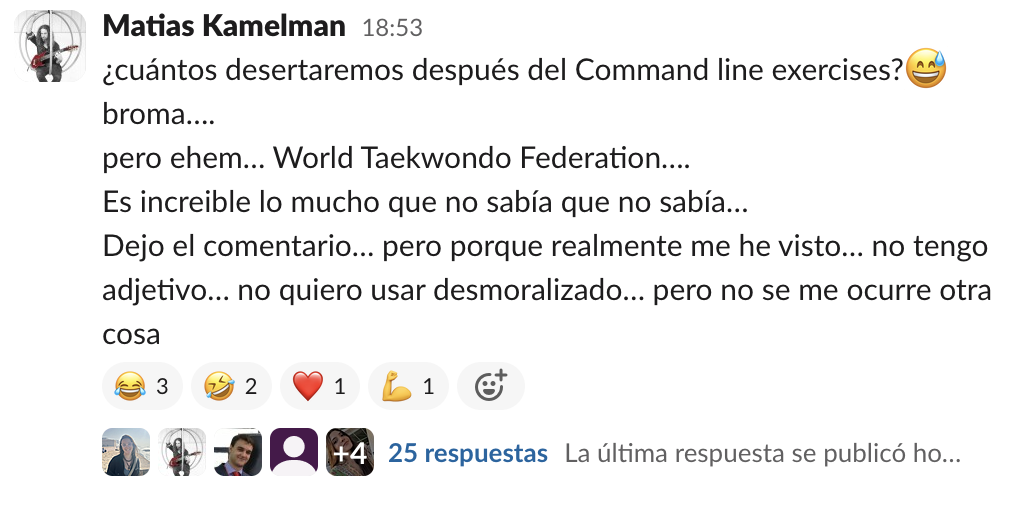 Matias Kamelman 18:53
¿cuántos desertaremos después del Command line exercises?😅
broma....
pero ehem... World Taekwondo Federation....
Es increible lo mucho que no sabía que no sabía...
Dejo el comentario... pero porque realmente me he visto... no tengo
adjetivo... no quiero usar desmoralizado... pero no se me ocurre otra
cosa
😂 3 🤣 2 ❤️ 1 💪 1
+4 25 respuestas La última respuesta se publicó ho...